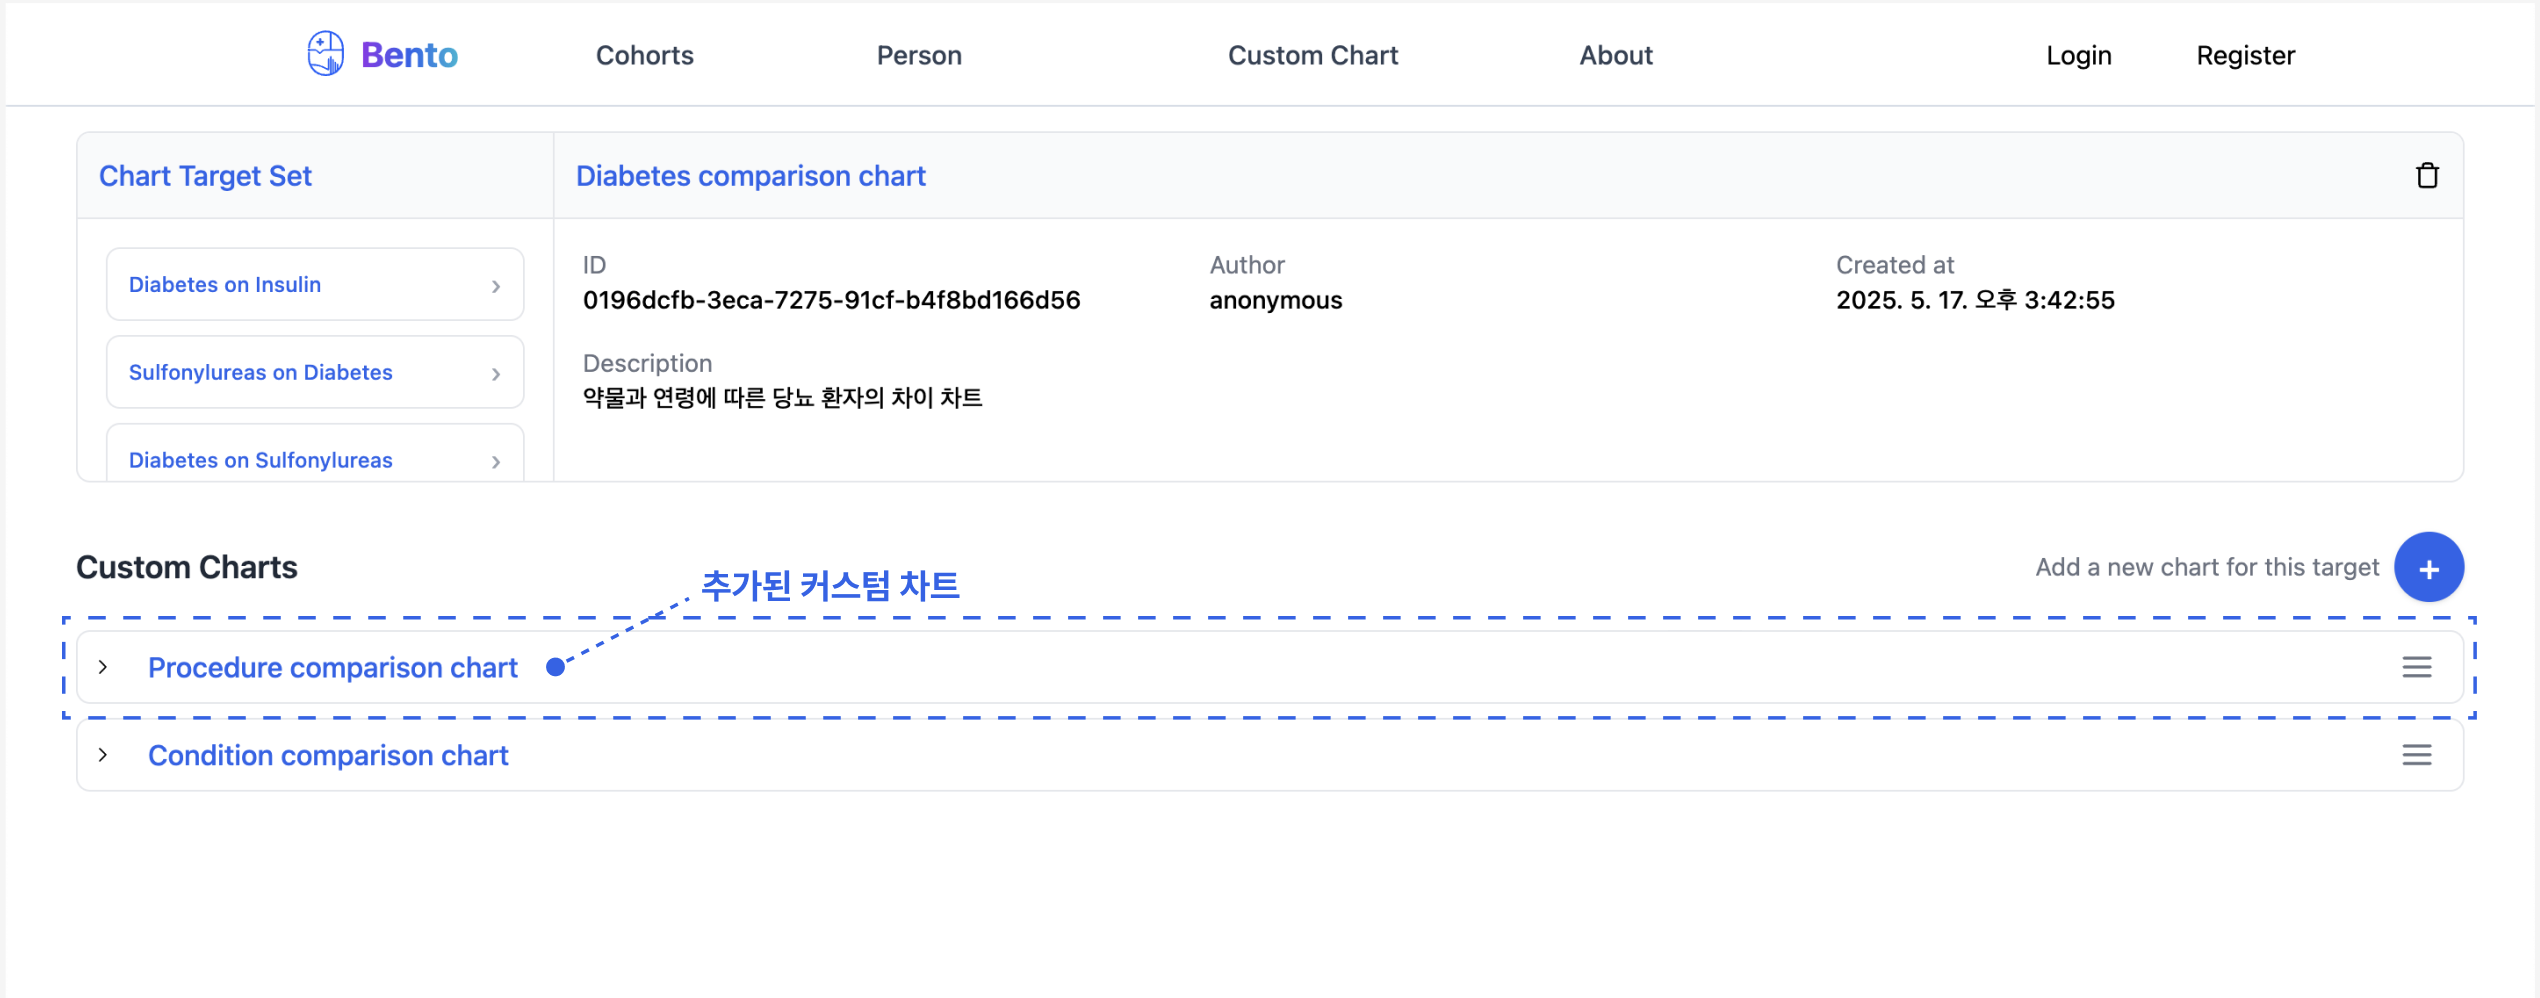 Bento
Cohorts
Person
Custom Chart
About
Login
Register
Chart Target Set
Diabetes comparison chart
Diabetes on Insulin
Sulfonylureas on Diabetes
Diabetes on Sulfonylureas
ID
0196dcfb-3eca-7275-91cf-b4f8bd166d56
Author
anonymous
Created at
2025. 5. 17. 오후 3:42:55
Description
약물과 연령에 따른 당뇨 환자의 차이 차트
Custom Charts
추가된 커스텀 차트
Add a new chart for this target
Procedure comparison chart
Condition comparison chart